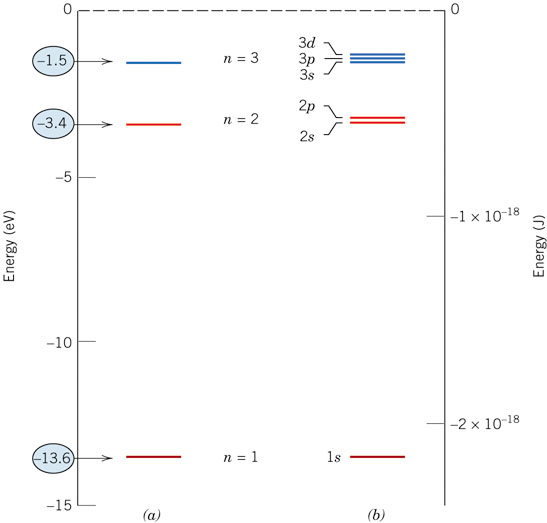 0
0
3d
−1.5
n = 3
3p
3s
2p
−3.4
n = 2
2s
−5
−1 × 10−18
Energy (eV)
Energy (J)
−10
−2 × 10−18
−13.6
n = 1
1s
−15
(a)
(b)